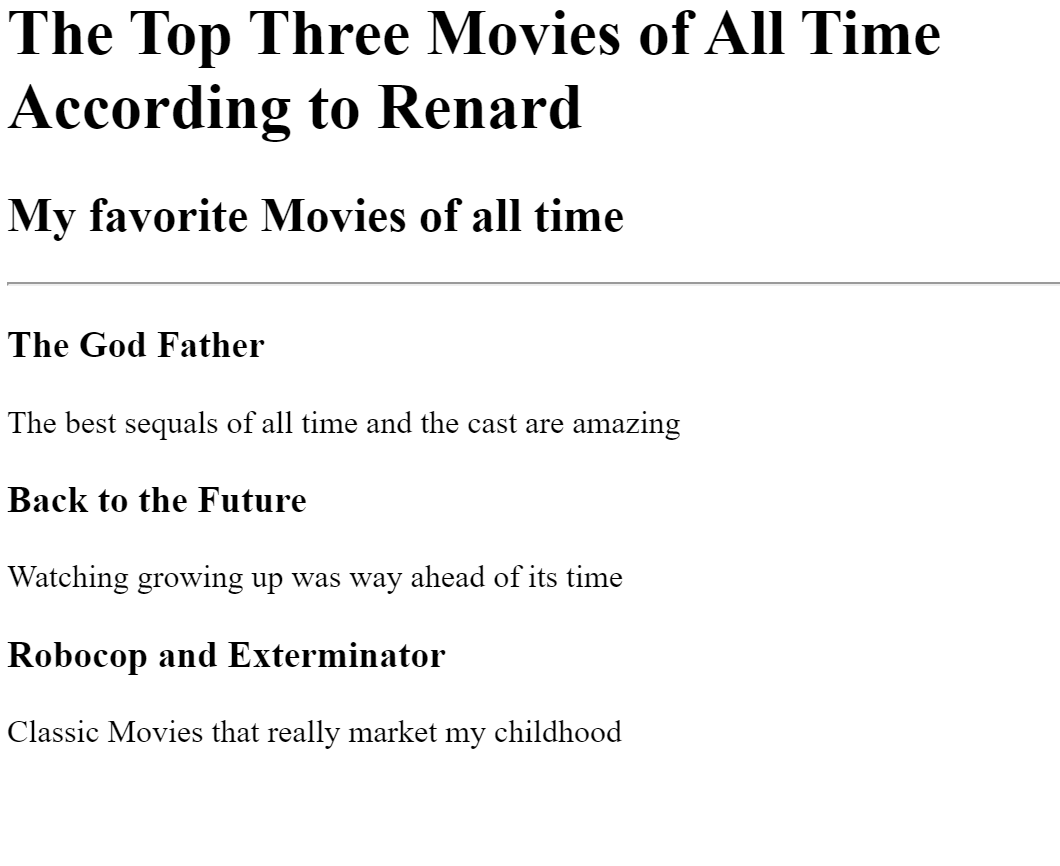 The Top Three Movies of All Time
According to Renard
My favorite Movies of all time
The God Father
The best sequals of all time and the cast are amazing
Back to the Future
Watching growing up was way ahead of its time
Robocop and Exterminator
Classic Movies that really market my childhood